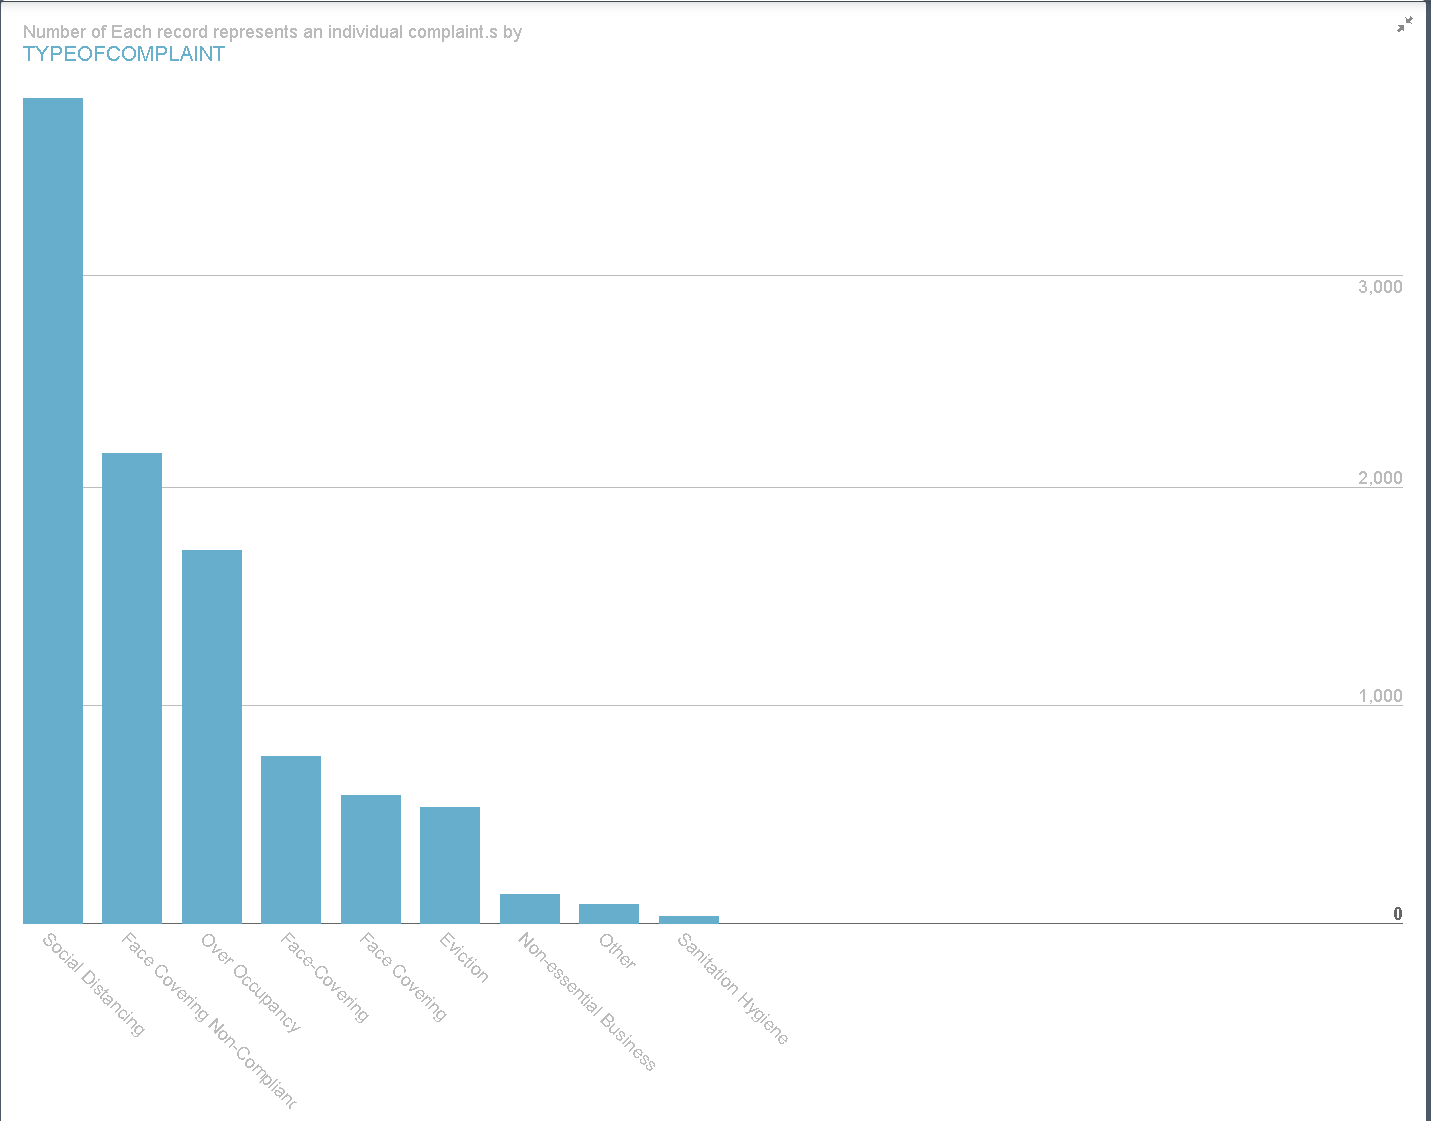 Number of Each record represents an individual complaint.s by
TYPEOFCOMPLAINT
3,000
2,000
1,000
0
Social Distancing
Face Covering Non-Complianc
Over Occupancy
Face-Covering
Face Covering
Eviction
Non-essential Business
Other
Sanitation Hygiene